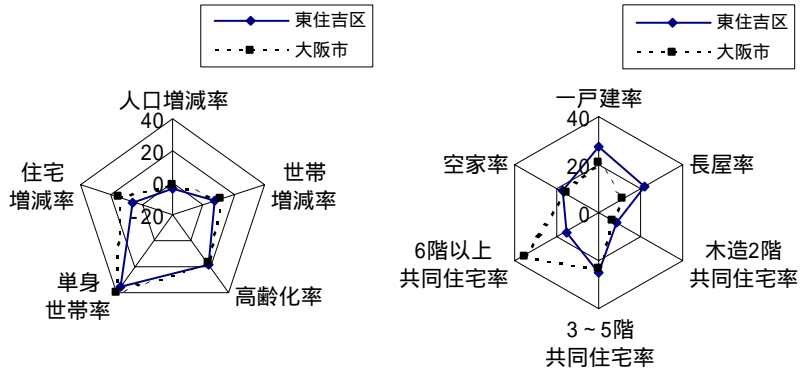 東住吉区
大阪市
人口増減率
40
20
0
-20
世帯
増減率
高齢化率
単身
世帯率
住宅
増減率
東住吉区
大阪市
一戸建率
40
20
0
長屋率
木造2階
共同住宅率
3~5階
共同住宅率
6階以上
共同住宅率
空家率